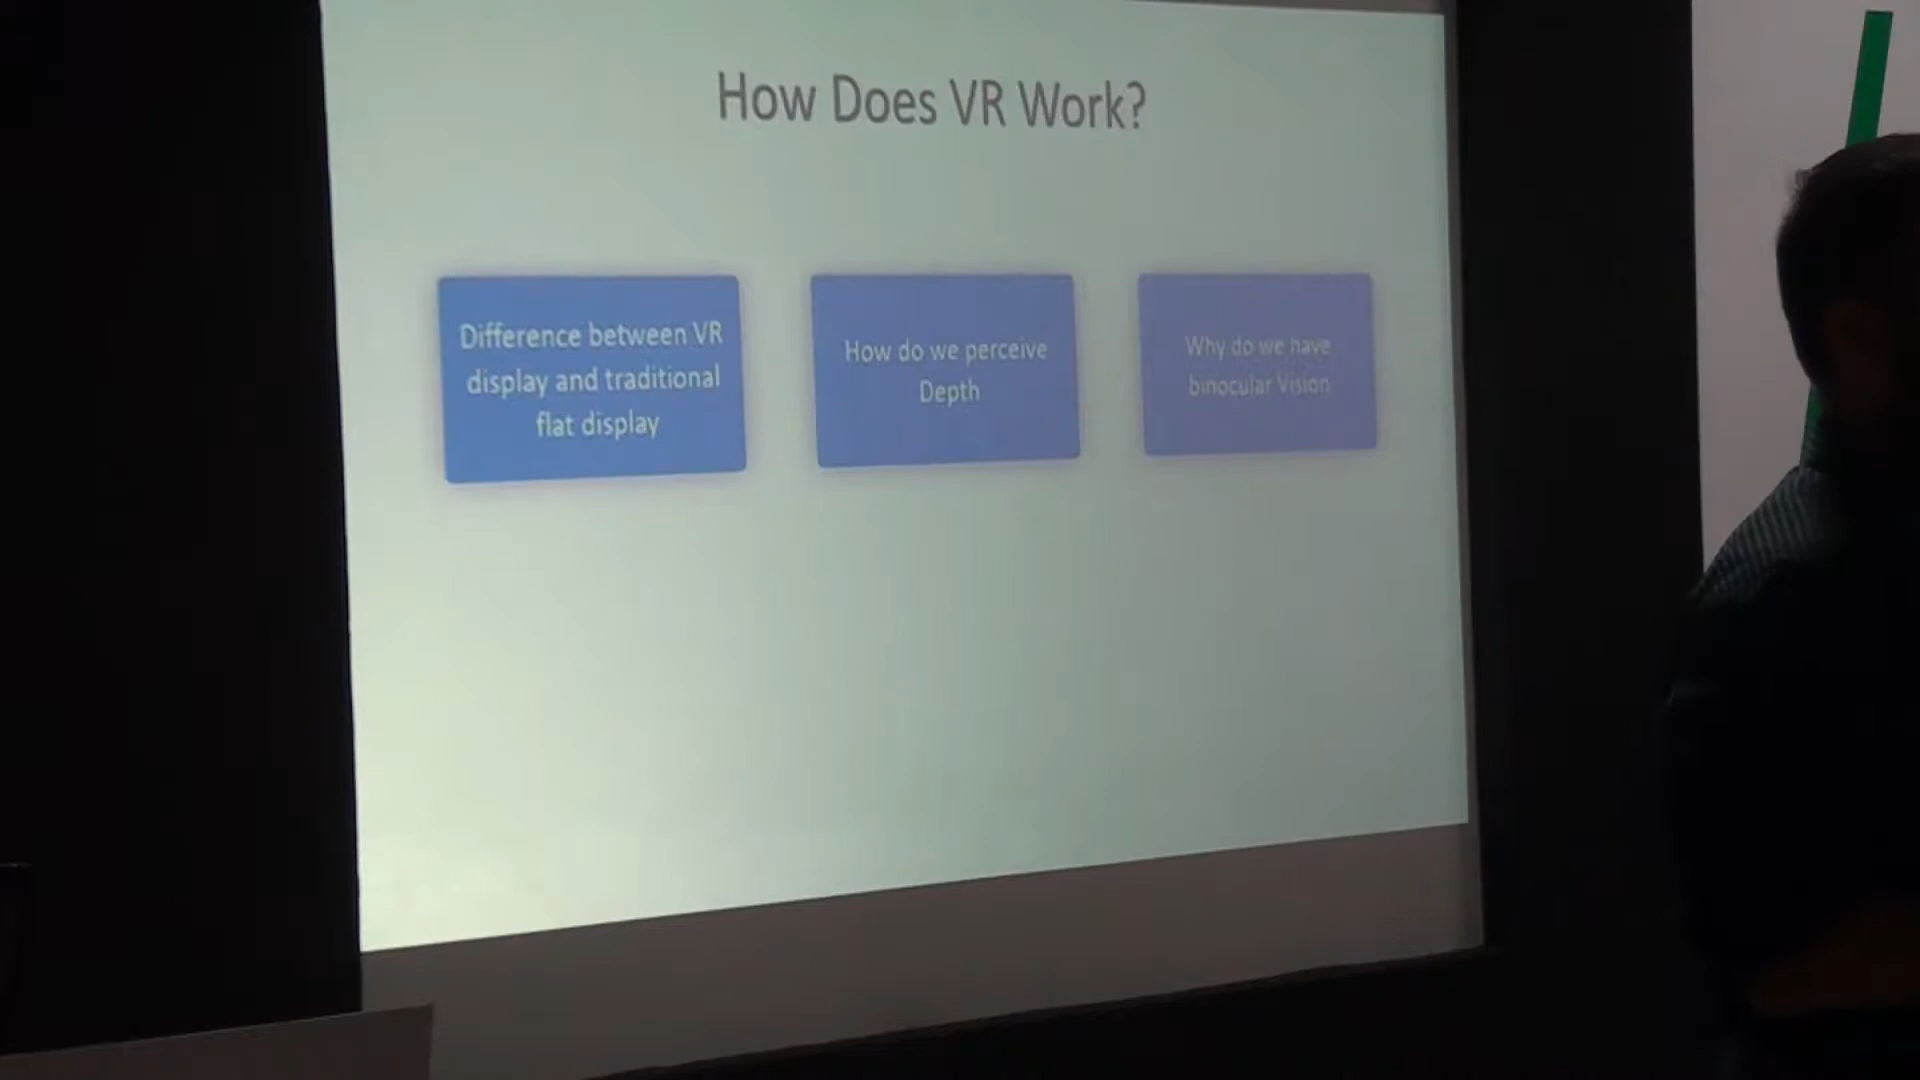 How Does VR Work?
Difference between VR
display and traditional
flat display
How do we perceive
Depth
Why do we have
binocular Vision